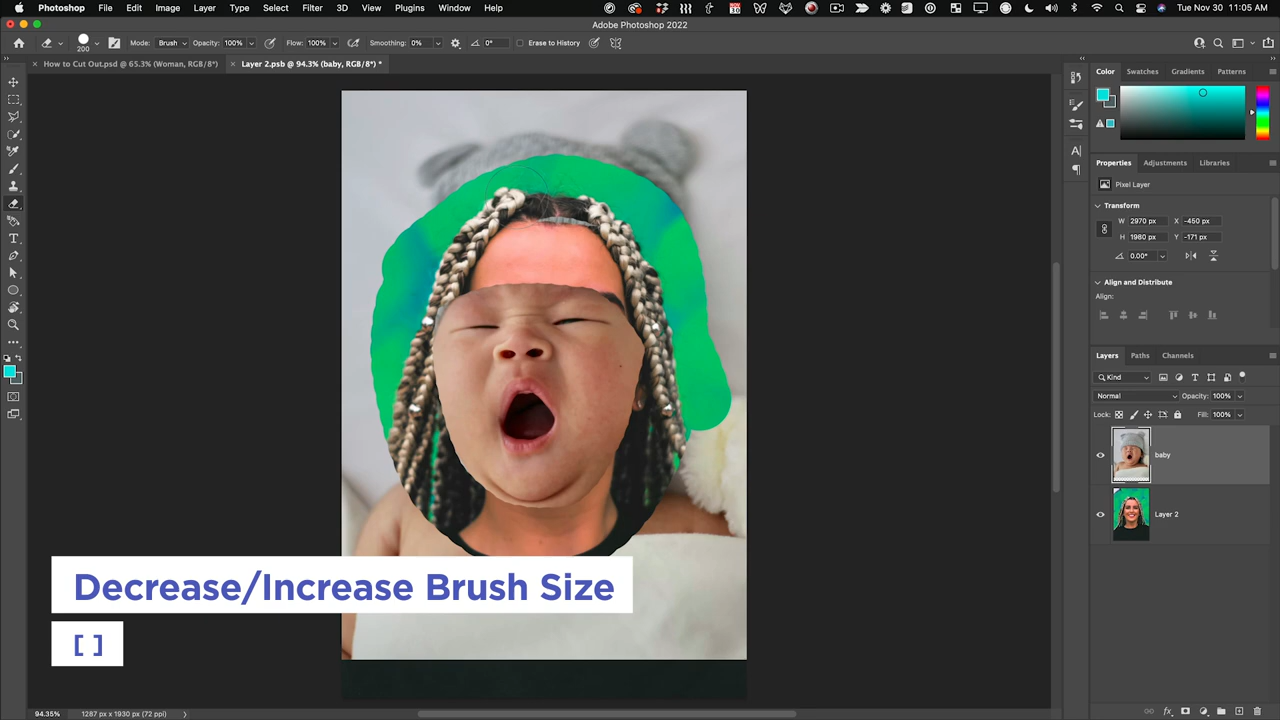 Photoshop File Edit Image Layer Type Select Filter 3D View Plugins Window Help Tue Nov 30 11:05 AM
Adobe Photoshop 2022
200 Mode: Brush Opacity: 100% Flow: 100% Smoothing: 0% 0° Erase to History
× How to Cut Out.psd @ 65.3% (Woman, RGB/8*) × Layer 2.psb @ 94.3% (baby, RGB/8*) *
Color Swatches Gradients Patterns
Properties Adjustments Libraries
Pixel Layer
Transform
W 2970 px X -450 px
H 1980 px Y -171 px
0.00°
Align and Distribute
Align:
Layers Paths Channels
Kind
Normal Opacity: 100%
Lock: Fill: 100%
baby
Layer 2
Decrease/Increase Brush Size
[ ]
94.35% 1287 px x 1930 px (72 ppi)